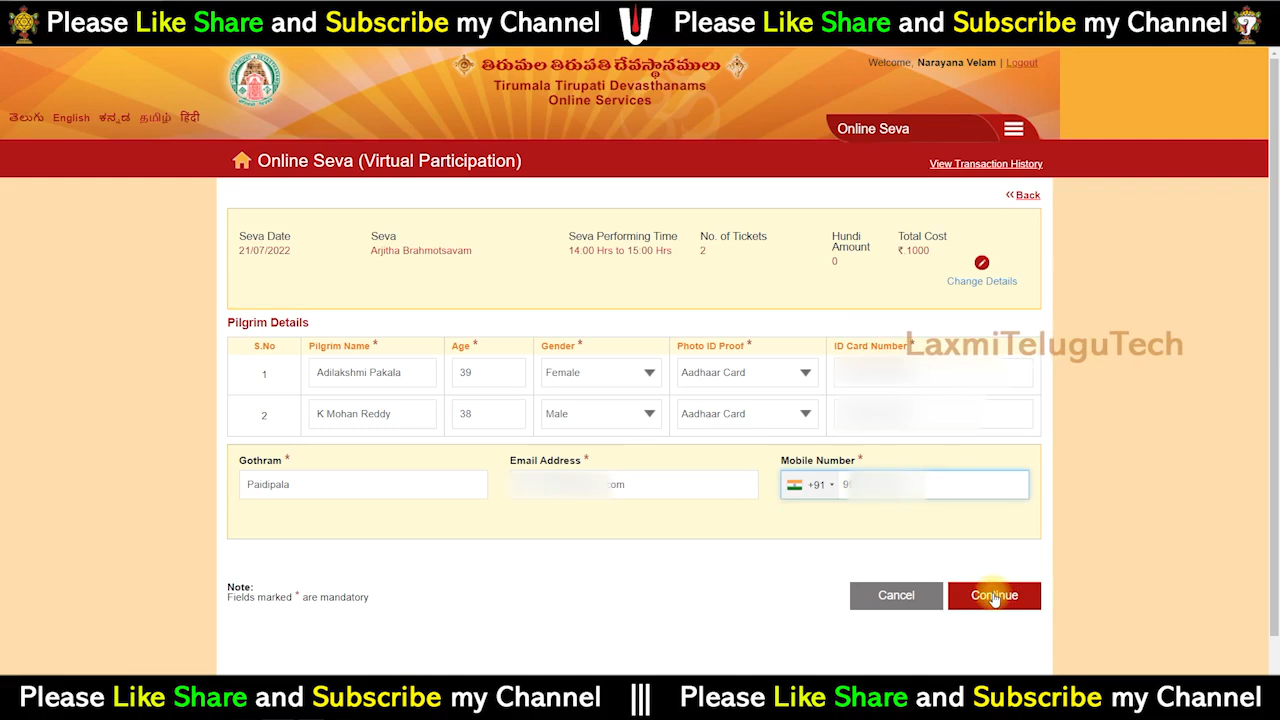 Please Like Share and Subscribe my Channel Please Like Share and Subscribe my Channel
తిరుమల తిరుపతి దేవస్థానములు
Tirumala Tirupati Devasthanams
Online Services
Welcome, Narayana Velam | Logout
తెలుగు English ಕನ್ನಡ தமிழ் हिंदी
Online Seva
Online Seva (Virtual Participation)
View Transaction History
« Back
Seva Date Seva Seva Performing Time No. of Tickets Hundi Amount Total Cost
21/07/2022 Arjitha Brahmotsavam 14:00 Hrs to 15:00 Hrs 2 0 ₹.1000
Change Details
Pilgrim Details
LaxmiTeluguTech
S.No Pilgrim Name * Age * Gender * Photo ID Proof * ID Card Number *
1 Adilakshmi Pakala 39 Female Aadhaar Card
2 K Mohan Reddy 38 Male Aadhaar Card
Gothram * Email Address * Mobile Number *
Paidipala com +91 9
Note:
Fields marked * are mandatory
Cancel Continue
Please Like Share and Subscribe my Channel ||| Please Like Share and Subscribe my Channel